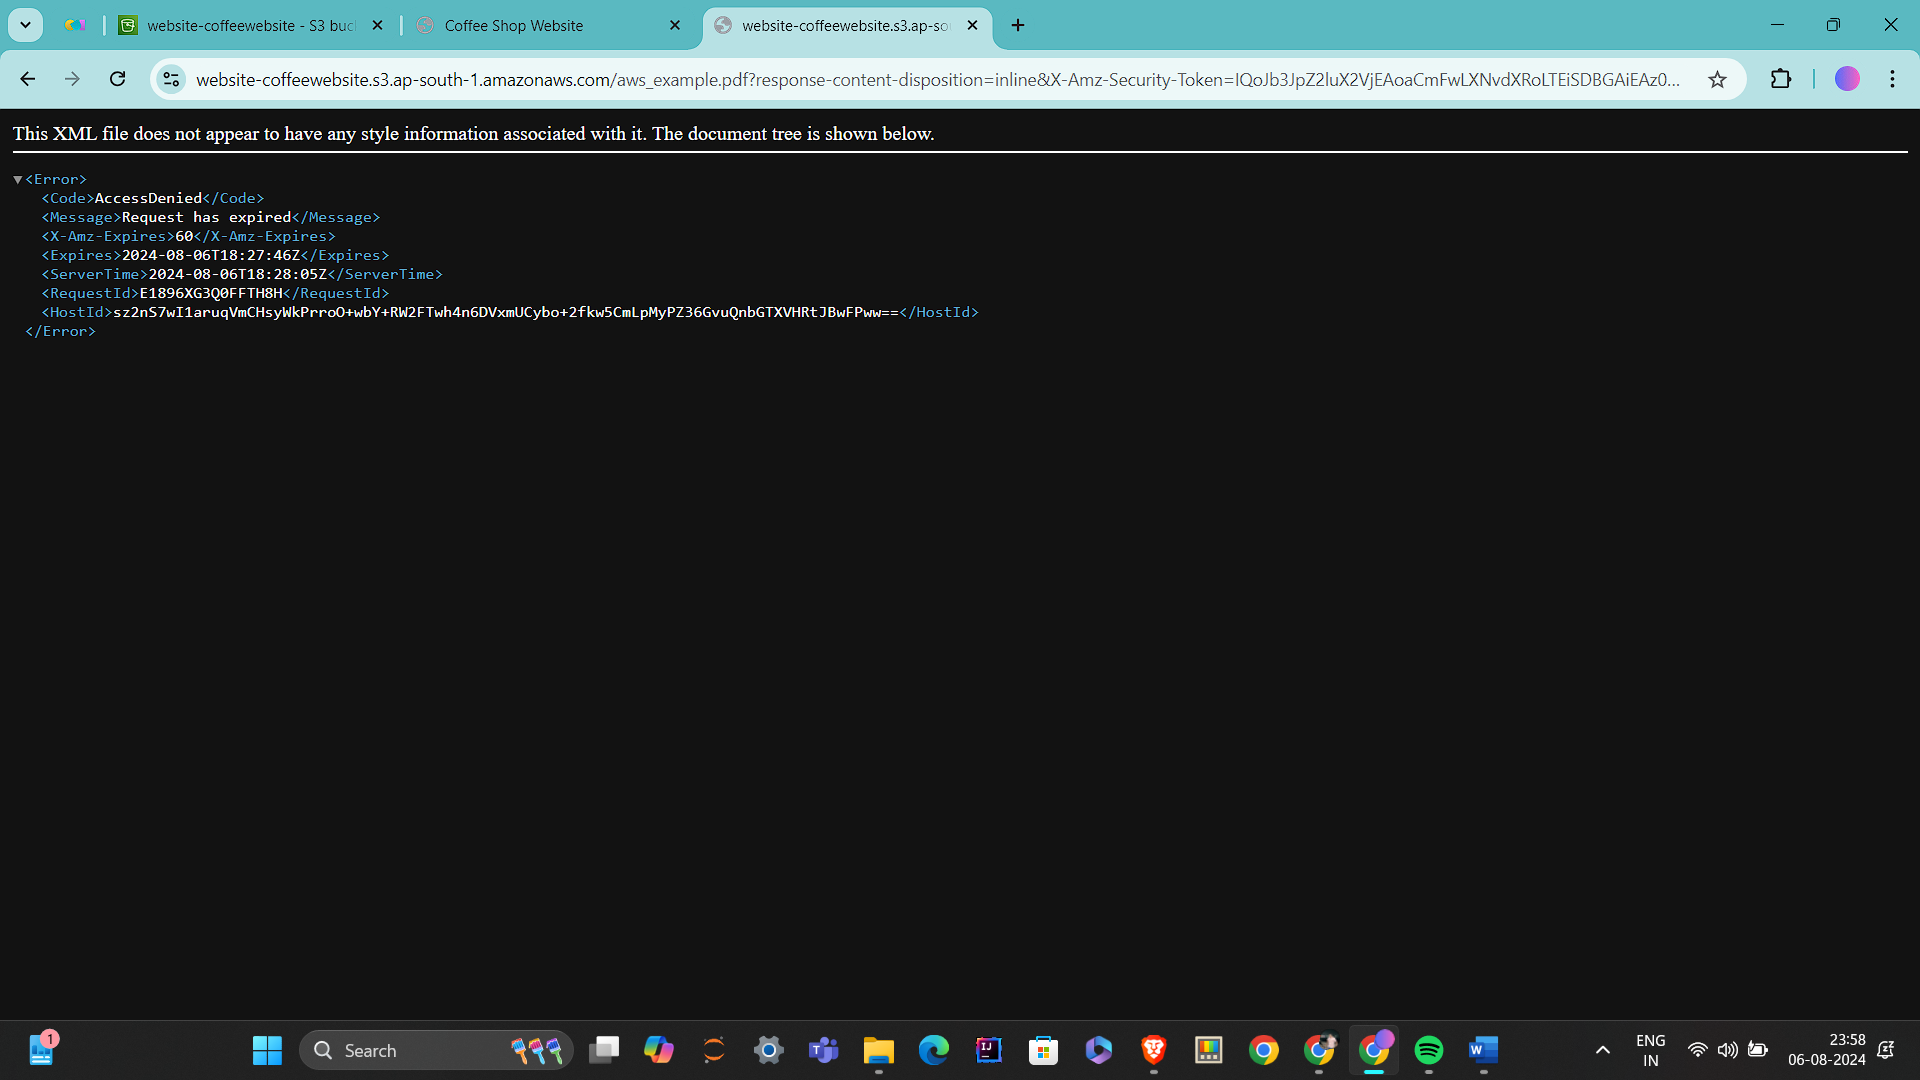 website-coffeewebsite - S3 buc
Coffee Shop Website
website-coffeewebsite.s3.ap-so
website-coffeewebsite.s3.ap-south-1.amazonaws.com/aws_example.pdf?response-content-disposition=inline&X-Amz-Security-Token=IQoJb3JpZ2luX2VjEAoaCmFwLXNvdXRoLTEiSDBGAiEAz0...
This XML file does not appear to have any style information associated with it. The document tree is shown below.
<Error>
<Code>AccessDenied</Code>
<Message>Request has expired</Message>
<X-Amz-Expires>60</X-Amz-Expires>
<Expires>2024-08-06T18:27:46Z</Expires>
<ServerTime>2024-08-06T18:28:05Z</ServerTime>
<RequestId>E1896XG3Q0FFTH8H</RequestId>
<HostId>sz2nS7wI1aruqVmCHsyWkPrroO+wbY+RW2FTwh4n6DVxmUCybo+2fkw5CmLpMyPZ36GvuQnbGTXVHRtJBwFPww==</HostId>
</Error>
1
Search
ENG
IN
23:58
06-08-2024